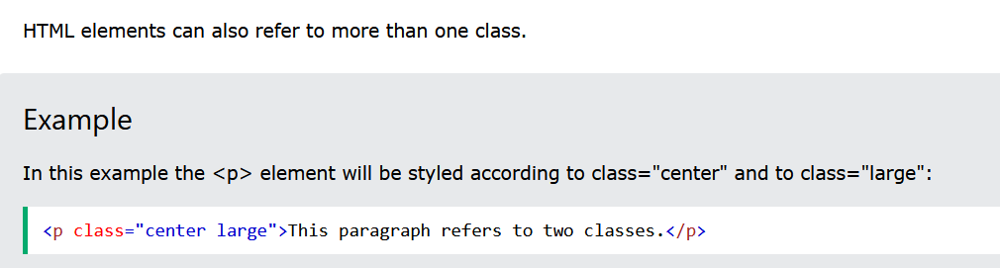 HTML elements can also refer to more than one class.
Example
In this example the <p> element will be styled according to class="center" and to class="large":
<p class="center large">This paragraph refers to two classes.</p>